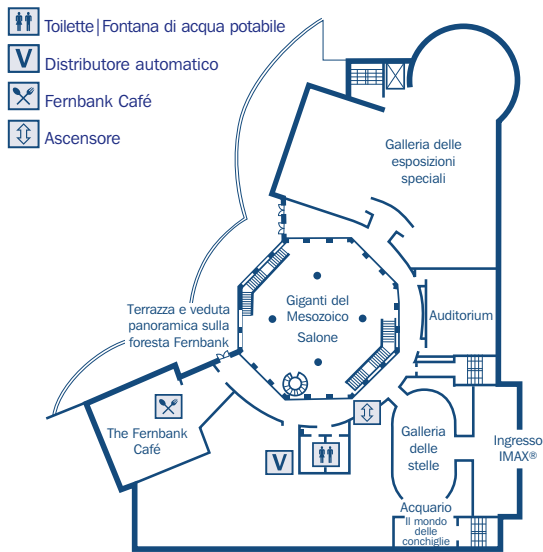 Toilette|Fontana di acqua potabile
V
Distributore automatico
Fernbank Café
Ascensore
Galleria delle
esposizioni
speciali
Giganti del
Mesozoico
Salone
Auditorium
Terrazza e veduta
panoramica sulla
foresta Fernbank
The Fernbank
Café
V
Galleria
delle
stelle
Ingresso
IMAX®
Acquario
Il mondo
delle
conchiglie